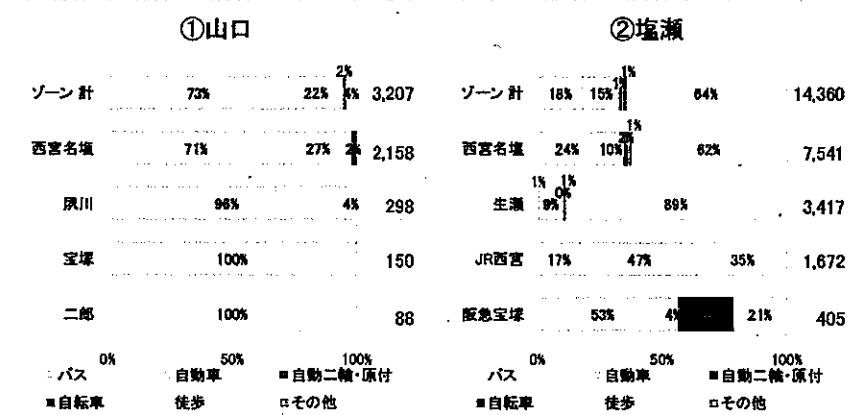 ①山口
2%
ゾーン 計 73% 22% 4% 3,207
西宮名塩 71% 27% 2% 2,158
夙川 96% 4% 298
宝塚 100% 150
二郎 100% 88
0% 50% 100%
バス 自動車 ■自動二輪・原付
■自転車 徒歩 □その他
②塩瀬
1%
1%
ゾーン 計 18% 15% 64% 14,360
1%
西宮名塩 24% 10% 2% 62% 7,541
1% 1%
0%
生瀬 9% 89% 3,417
JR西宮 17% 47% 35% 1,672
阪急宝塚 53% 4% 21% 405
0% 50% 100%
バス 自動車 ■自動二輪・原付
■自転車 徒歩 □その他